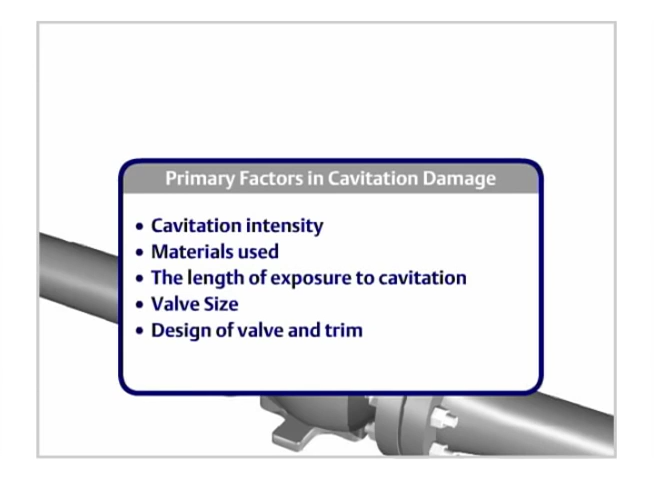 Primary Factors in Cavitation Damage
• Cavitation intensity
• Materials used
• The length of exposure to cavitation
• Valve Size
• Design of valve and trim